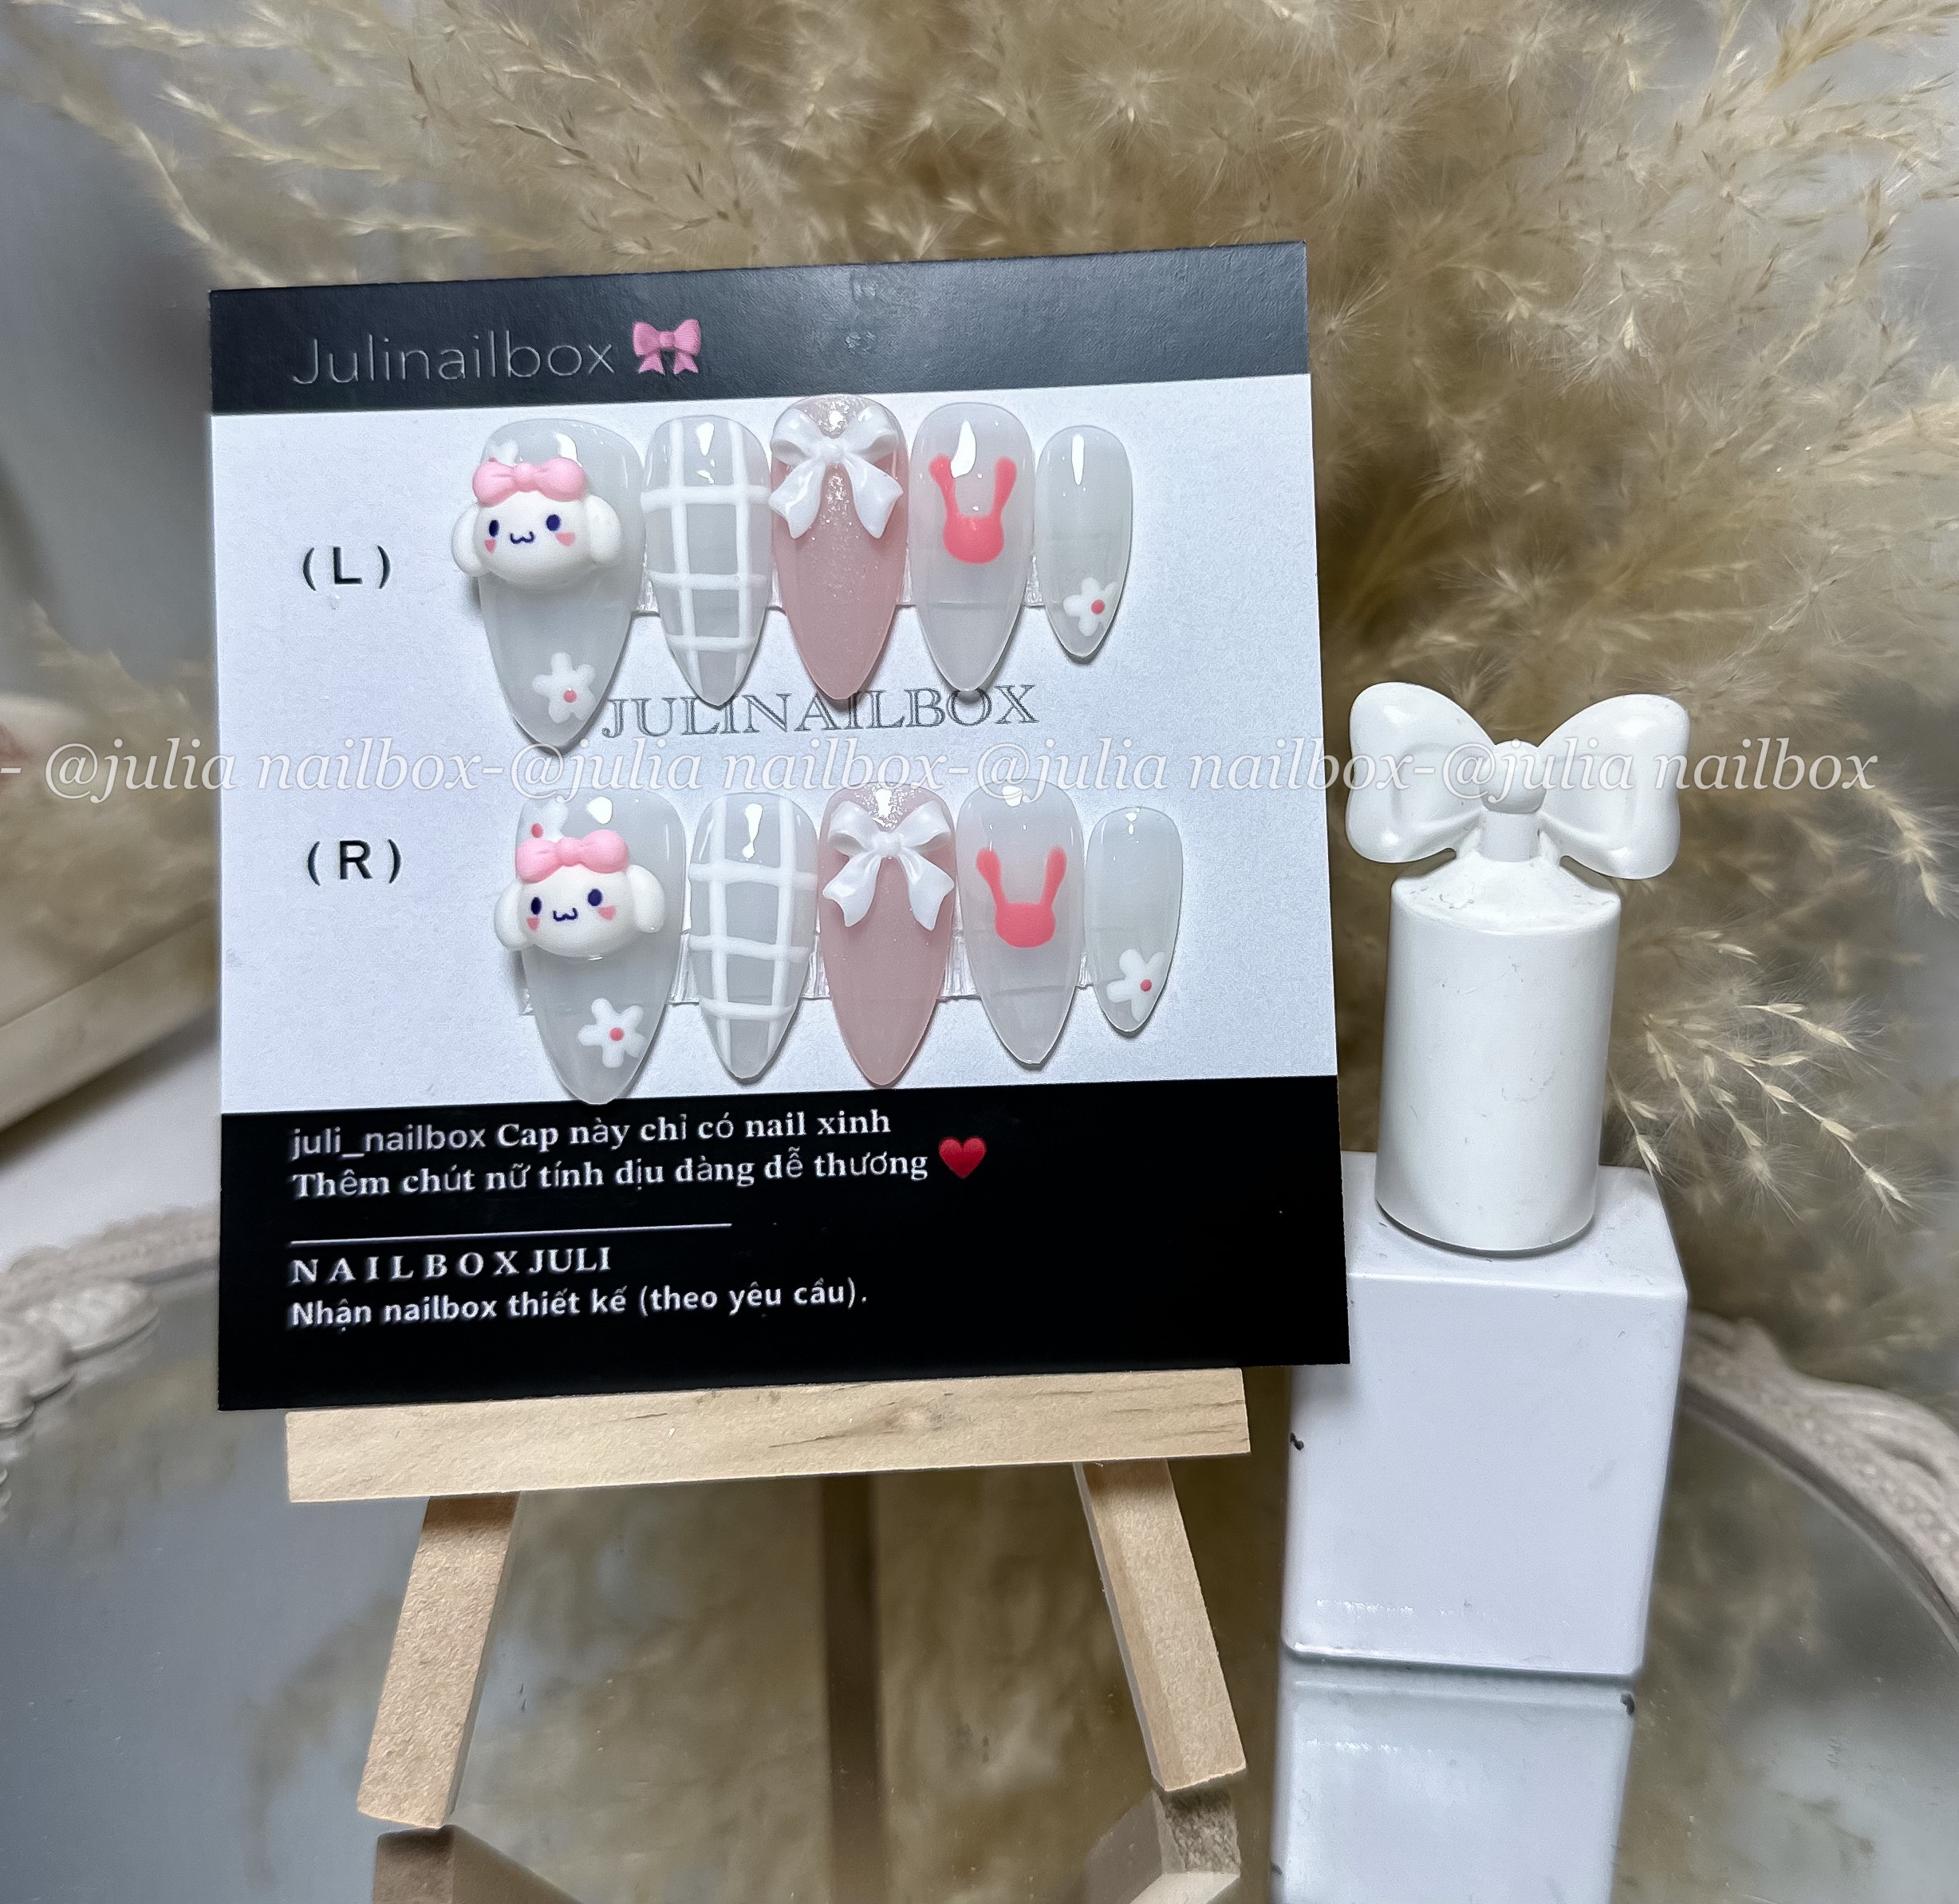 Julinailbox 🎀
(L)
JULINAILBOX
- @julia nailbox-@julia nailbox-@julia nailbox-@julia nailbox
(R)
juli_nailbox Cap này chỉ có nail xinh
Thêm chút nữ tính dịu dàng dễ thương ❤️
N A I L B O X JULI
Nhận nailbox thiết kế (theo yêu cầu).